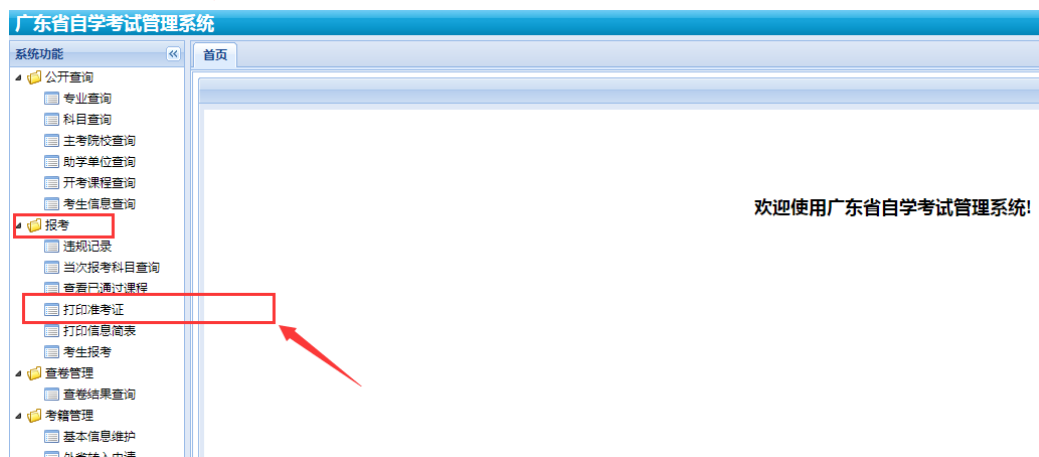 广东省自学考试管理系统
系统功能
首页
公开查询
专业查询
科目查询
主考院校查询
助学单位查询
开考课程查询
考生信息查询
欢迎使用广东省自学考试管理系统!
报考
违规记录
当次报考科目查询
查看已通过课程
打印准考证
打印信息简表
考生报考
查卷管理
查卷结果查询
考籍管理
基本信息维护
外省转入申请